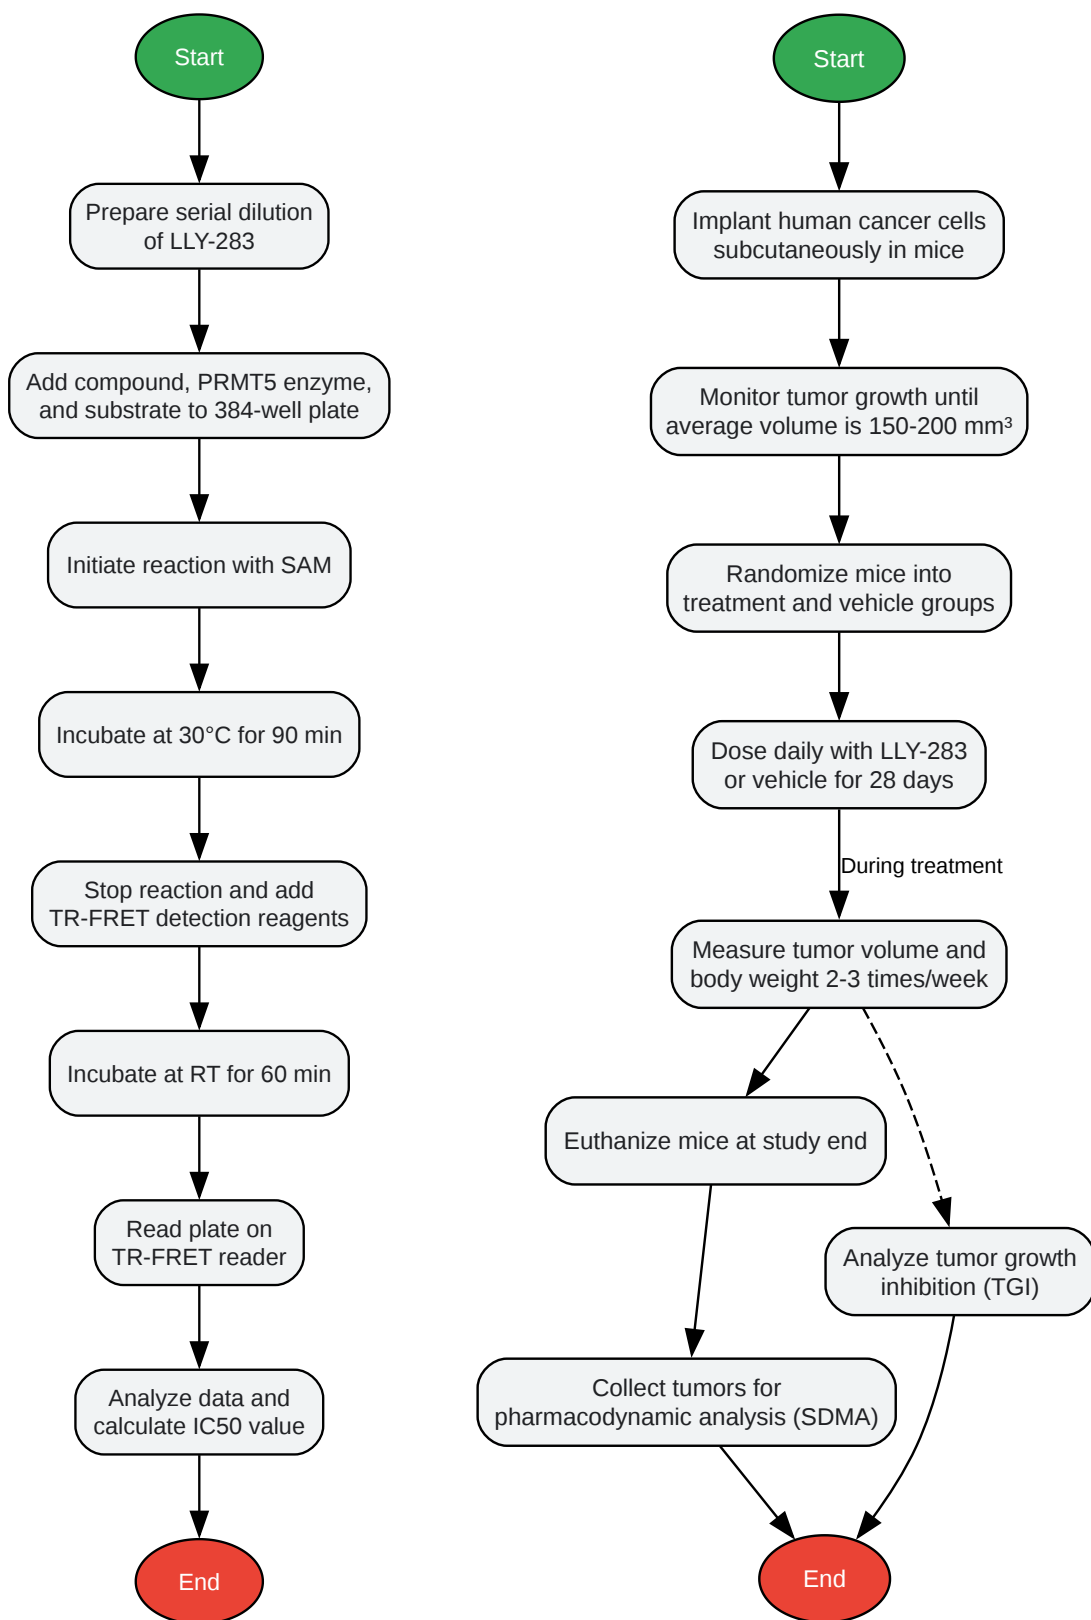 Start
Prepare serial dilution
of LLY-283
Add compound, PRMT5 enzyme,
and substrate to 384-well plate
Initiate reaction with SAM
Incubate at 30°C for 90 min
Stop reaction and add
TR-FRET detection reagents
Incubate at RT for 60 min
Read plate on
TR-FRET reader
Analyze data and
calculate IC50 value
End
Start
Implant human cancer cells
subcutaneously in mice
Monitor tumor growth until
average volume is 150-200 mm³
Randomize mice into
treatment and vehicle groups
Dose daily with LLY-283
or vehicle for 28 days
During treatment
Measure tumor volume and
body weight 2-3 times/week
Euthanize mice at study end
Analyze tumor growth
inhibition (TGI)
Collect tumors for
pharmacodynamic analysis (SDMA)
End